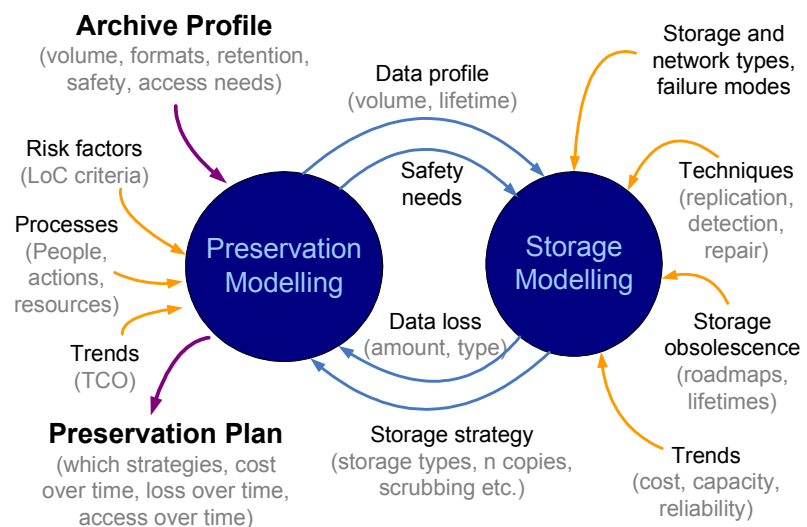 Archive Profile
(volume, formats, retention,
safety, access needs)
Risk factors
(LoC criteria)
Processes
(People,
actions,
resources)
Trends
(TCO)
Preservation Plan
(which strategies, cost
over time, loss over time,
access over time)
Preservation
Modelling
Data profile
(volume, lifetime)
Safety
needs
Data loss
(amount, type)
Storage strategy
(storage types, n copies,
scrubbing etc.)
Storage
Modelling
Storage and
network types,
failure modes
Techniques
(replication,
detection,
repair)
Storage
obsolescence
(roadmaps,
lifetimes)
Trends
(cost, capacity,
reliability)